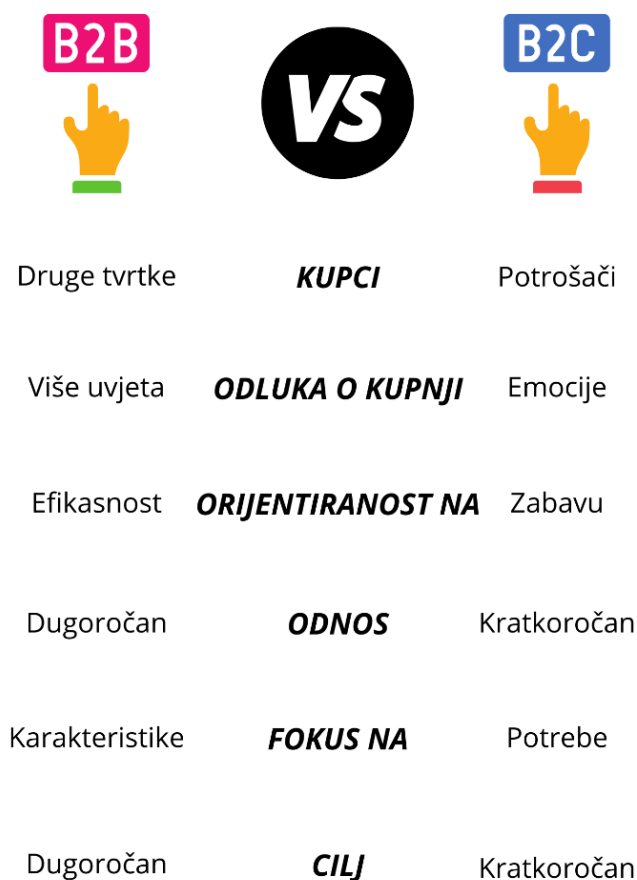 B2B VS B2C
Druge tvrtke KUPCI Potrošači
Više uvjeta ODLUKA O KUPNJI Emocije
Efikasnost ORIJENTIRANOST NA Zabavu
Dugoročan ODNOS Kratkoročan
Karakteristike FOKUS NA Potrebe
Dugoročan CILJ Kratkoročan